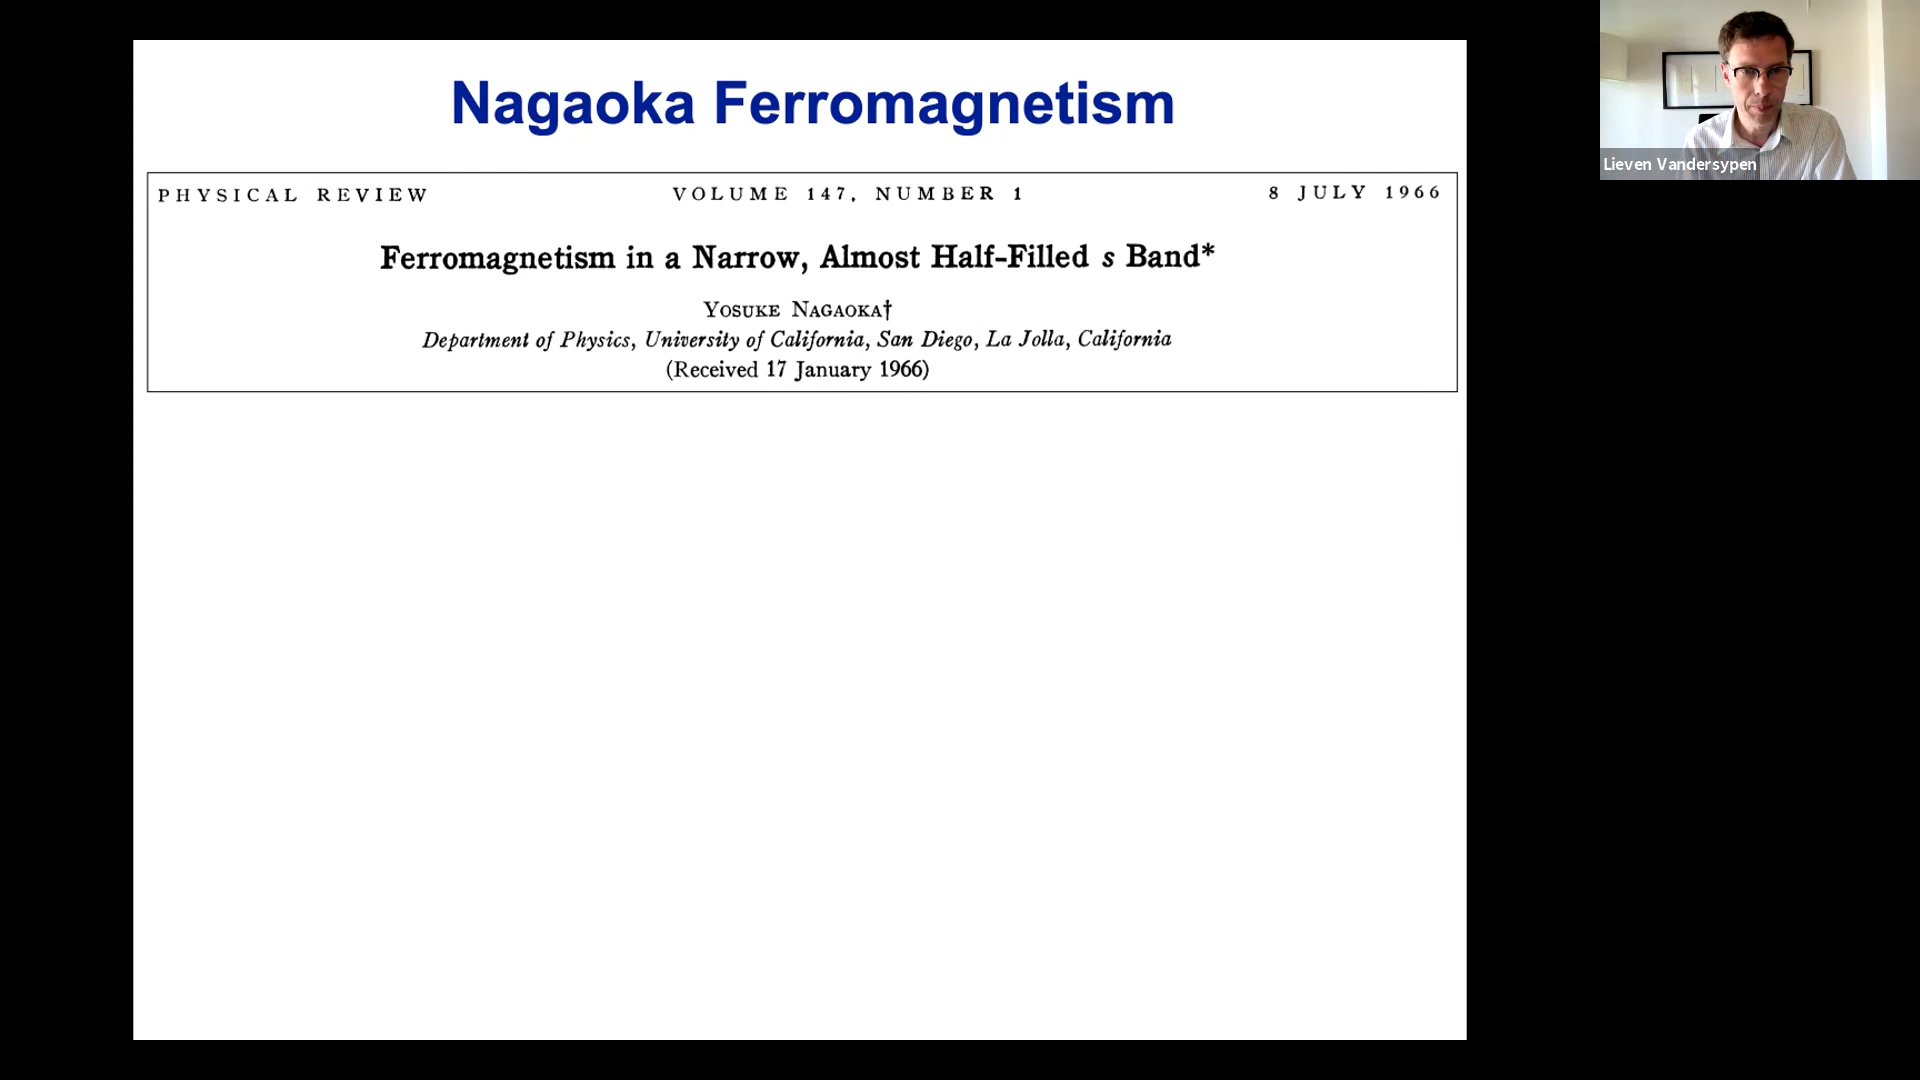 Nagaoka Ferromagnetism
PHYSICAL REVIEW VOLUME 147, NUMBER 1 8 JULY 1966
Ferromagnetism in a Narrow, Almost Half-Filled s Band*
YOSUKE NAGAOKA†
Department of Physics, University of California, San Diego, La Jolla, California
(Received 17 January 1966)
Lieven Vandersypen